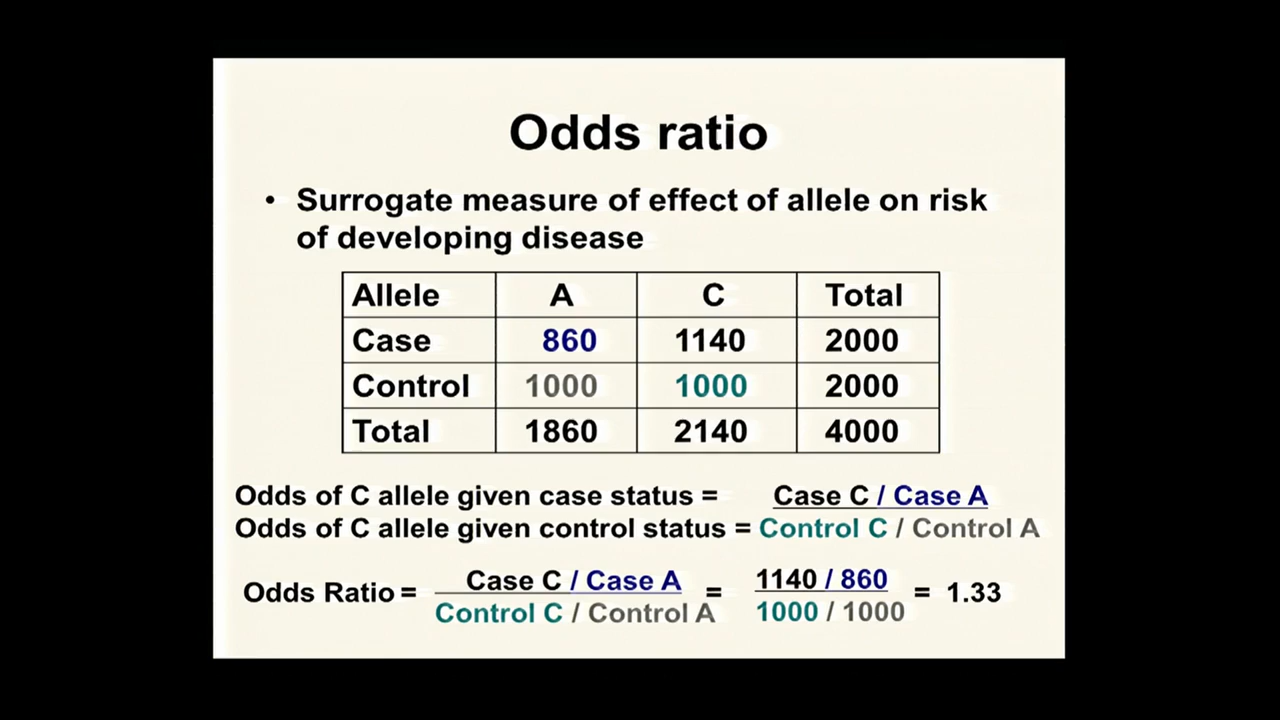 Odds ratio
• Surrogate measure of effect of allele on risk
of developing disease
Allele A C Total
Case 860 1140 2000
Control 1000 1000 2000
Total 1860 2140 4000
Odds of C allele given case status = Case C / Case A
Odds of C allele given control status = Control C / Control A
Odds Ratio = Case C / Case A = 1140 / 860 = 1.33
Control C / Control A 1000 / 1000